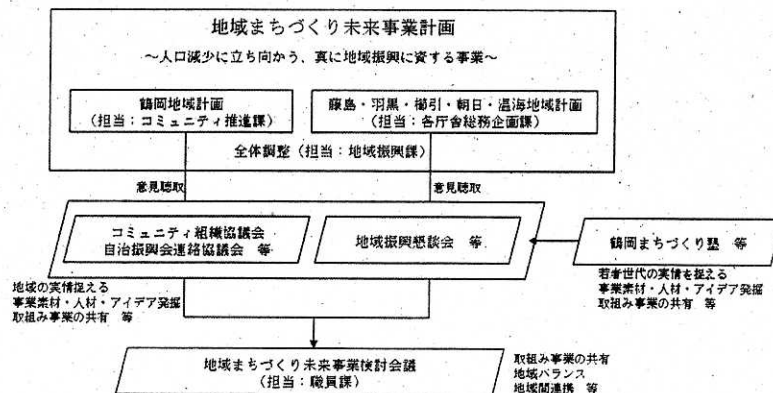 地域まちづくり未来事業計画
～人口減少に立ち向かう、真に地域振興に資する事業～
鶴岡地域計画
(担当：コミュニティ推進課)
藤島・羽黒・櫛引・朝日・温海地域計画
(担当：各庁舎総務企画課)
全体調整（担当：地域振興課）
意見聴取
意見聴取
コミュニティ組織協議会
自治振興会連絡協議会　等
地域振興懇談会　等
鶴岡まちづくり塾　等
地域の実情捉える
事業素材・人材・アイデア発掘
取組み事業の共有　等
若者世代の実情を捉える
事業素材・人材・アイデア発掘
取組み事業の共有　等
地域まちづくり未来事業検討会議
（担当：職員課）
取組み事業の共有
地域バランス
地域間連携　等